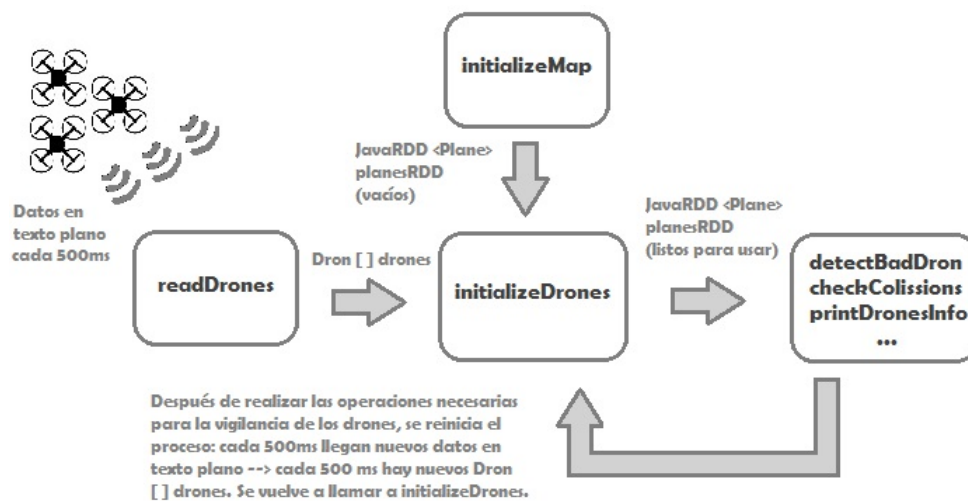 initializeMap
JavaRDD <Plane>
planesRDD
(vacíos)
Datos en
texto plano
cada 500ms
readDrones
Dron [ ] drones
initializeDrones
JavaRDD <Plane>
planesRDD
(listos para usar)
detectBadDron
checkColissions
printDronesInfo
...
Después de realizar las operaciones necesarias
para la vigilancia de los drones, se reinicia el
proceso: cada 500ms llegan nuevos datos en
texto plano --> cada 500 ms hay nuevos Dron
[ ] drones. Se vuelve a llamar a initializeDrones.